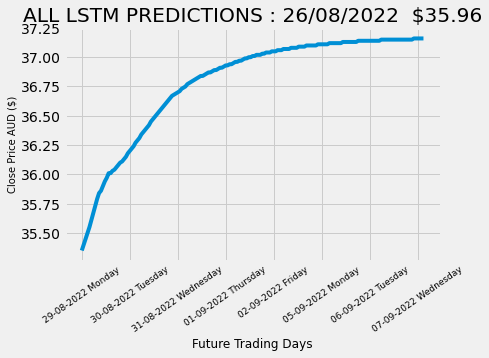 ALL LSTM PREDICTIONS : 26/08/2022 $35.96
37.25
37.00
36.75
36.50
36.25
36.00
35.75
35.50
Close Price AUD ($)
29-08-2022 Monday
30-08-2022 Tuesday
31-08-2022 Wednesday
01-09-2022 Thursday
02-09-2022 Friday
05-09-2022 Monday
06-09-2022 Tuesday
07-09-2022 Wednesday
Future Trading Days